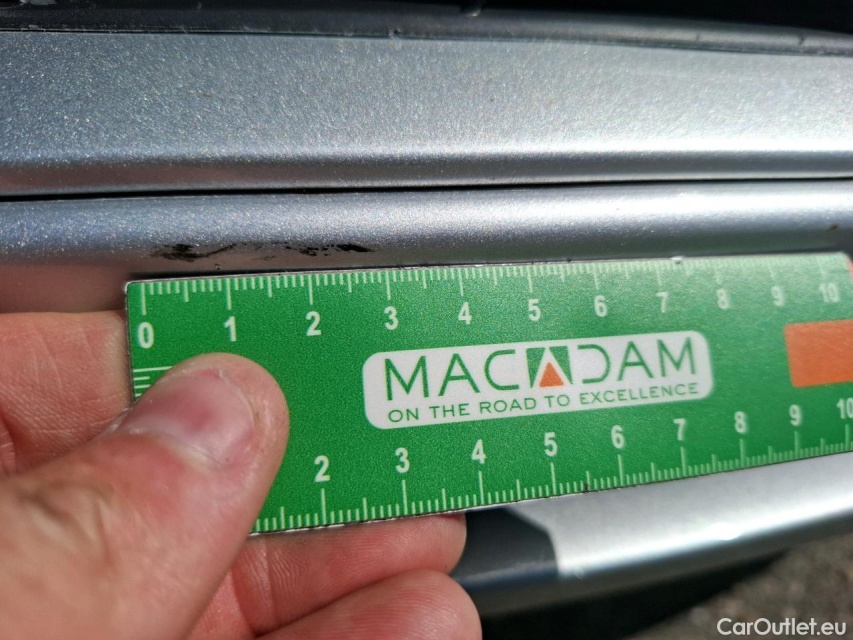 0 1 2 3 4 5 6 7 8 9 10
MACADAM
ON THE ROAD TO EXCELLENCE
2 3 4 5 6 7 8 9 10
CarOutlet.eu